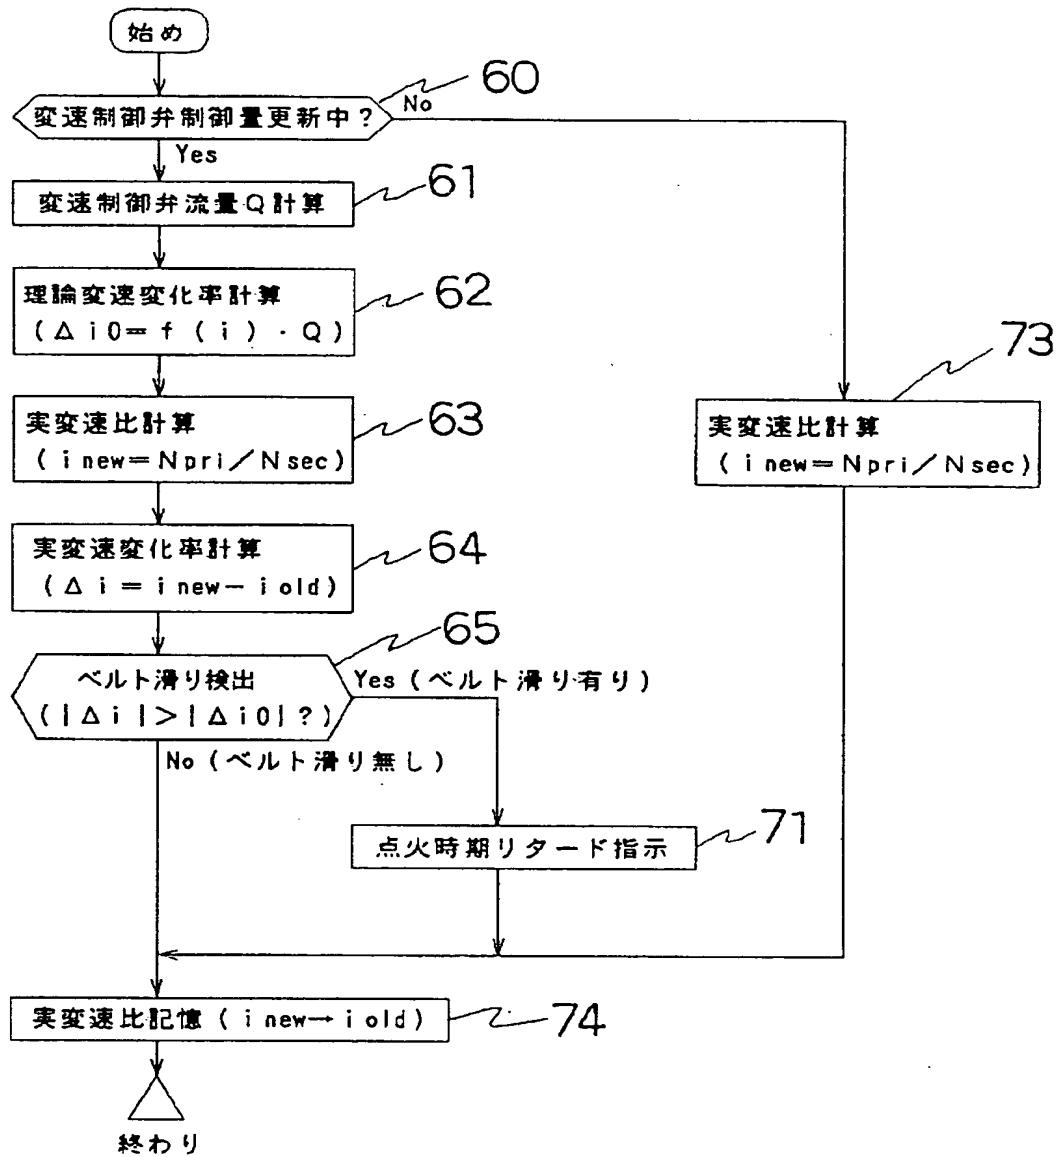 始め
60
変速制御弁制御量更新中?
No
Yes
変速制御弁流量Q計算
61
理論変速変化率計算
(Δi0=f(i)・Q)
62
実変速比計算
(inew=Npri/Nsec)
63
実変速比計算
(inew=Npri/Nsec)
73
実変速変化率計算
(Δi=inew-iold)
64
ベルト滑り検出
(|Δi|>|Δi0|?)
65
Yes(ベルト滑り有り)
No(ベルト滑り無し)
点火時期リタード指示
71
実変速比記憶(inew→iold)
74
終わり